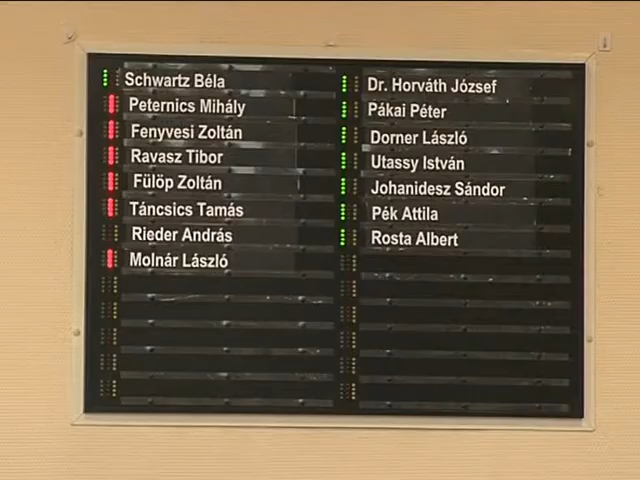 Schwartz Béla
Peternics Mihály
Fenyvesi Zoltán
Ravasz Tibor
Fülöp Zoltán
Táncsics Tamás
Rieder András
Molnár László
Dr. Horváth József
Pákai Péter
Dorner László
Utassy István
Johanidesz Sándor
Pék Attila
Rosta Albert